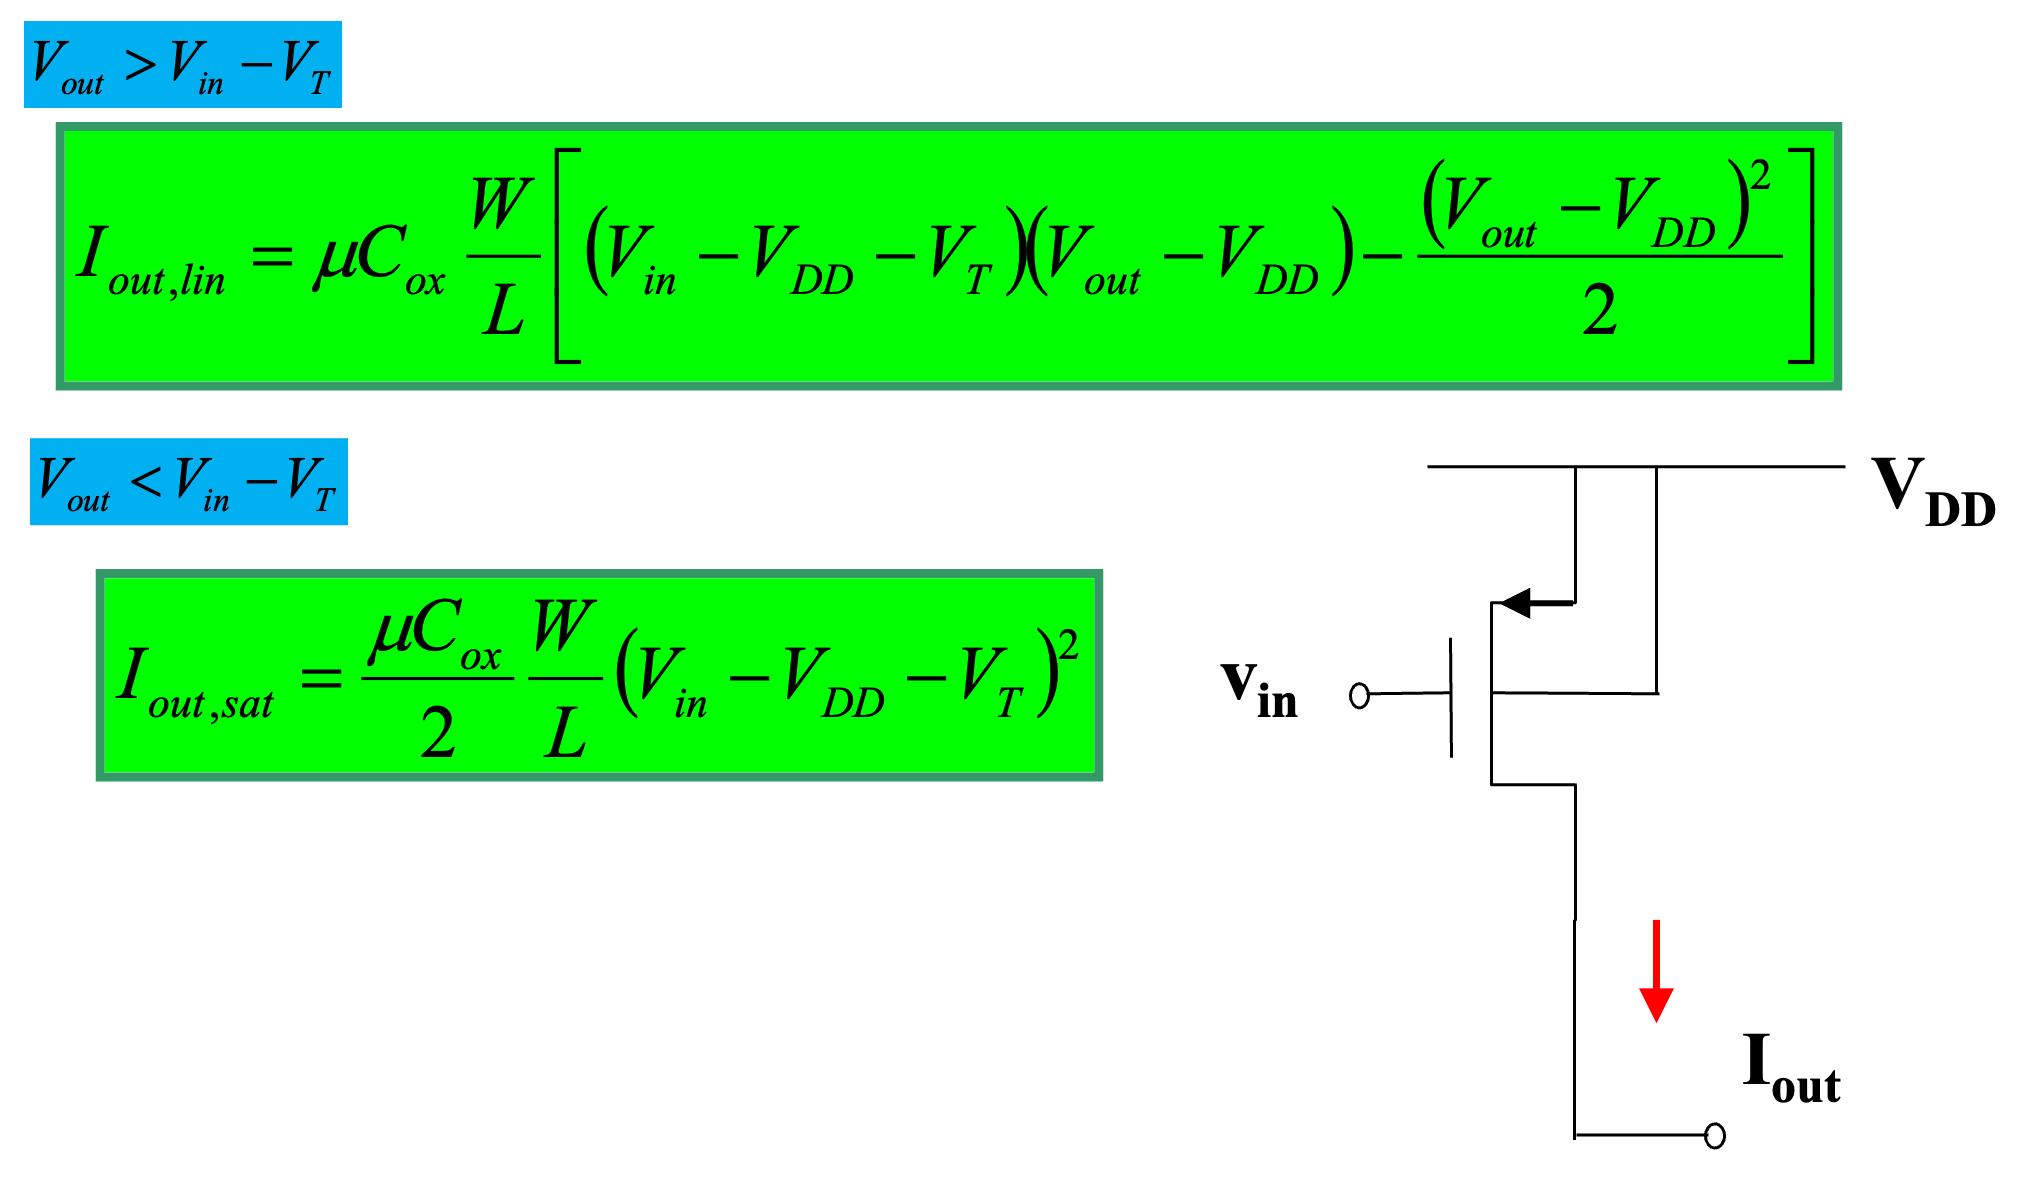 V_out > V_in − V_T
I_out,lin = μC_ox W/L [(V_in − V_DD − V_T)(V_out − V_DD) − (V_out − V_DD)²/2]
V_out < V_in − V_T
V_DD
I_out,sat = μC_ox/2 W/L (V_in − V_DD − V_T)²
v_in
I_out